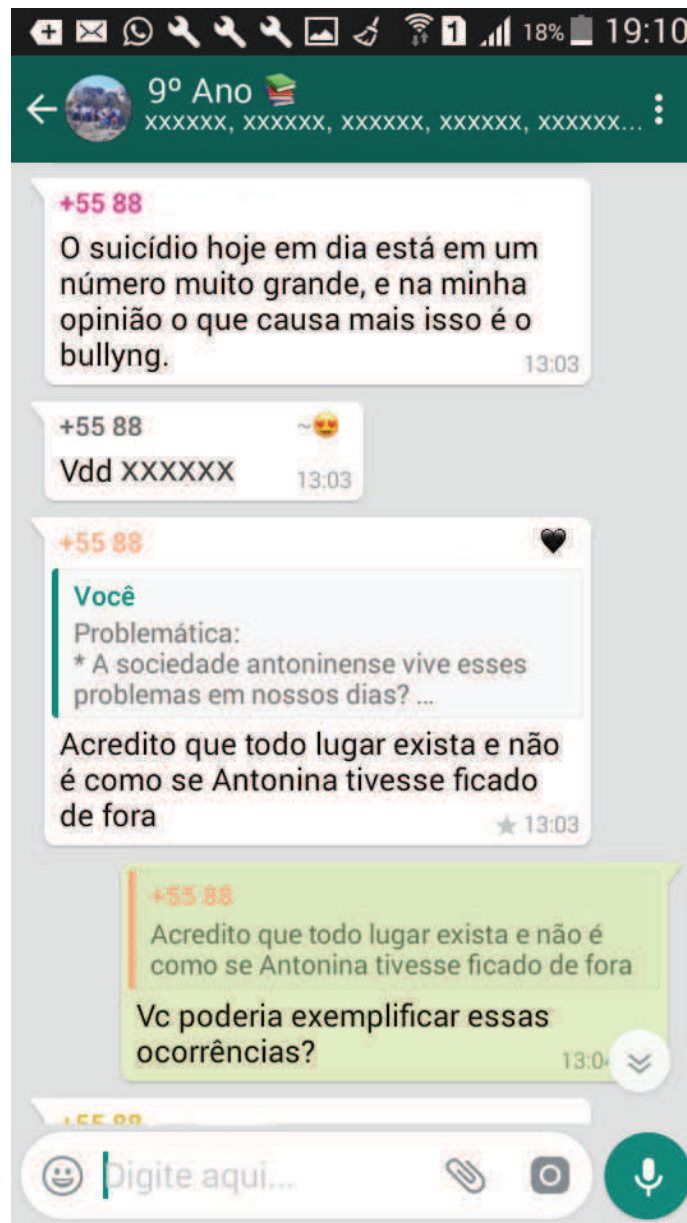 1 18% 19:10
9º Ano
xxxxxx, xxxxxx, xxxxxx, xxxxxx, xxxxxx...
+55 88
O suicídio hoje em dia está em um
número muito grande, e na minha
opinião o que causa mais isso é o
bullyng.
13:03
+55 88 ~
Vdd XXXXXX 13:03
+55 88
Você
Problemática:
* A sociedade antoninense vive esses
problemas em nossos dias? ...
Acredito que todo lugar exista e não
é como se Antonina tivesse ficado
de fora
13:03
+55 88
Acredito que todo lugar exista e não é
como se Antonina tivesse ficado de fora
Vc poderia exemplificar essas
ocorrências?
+55 88
Digite aqui...